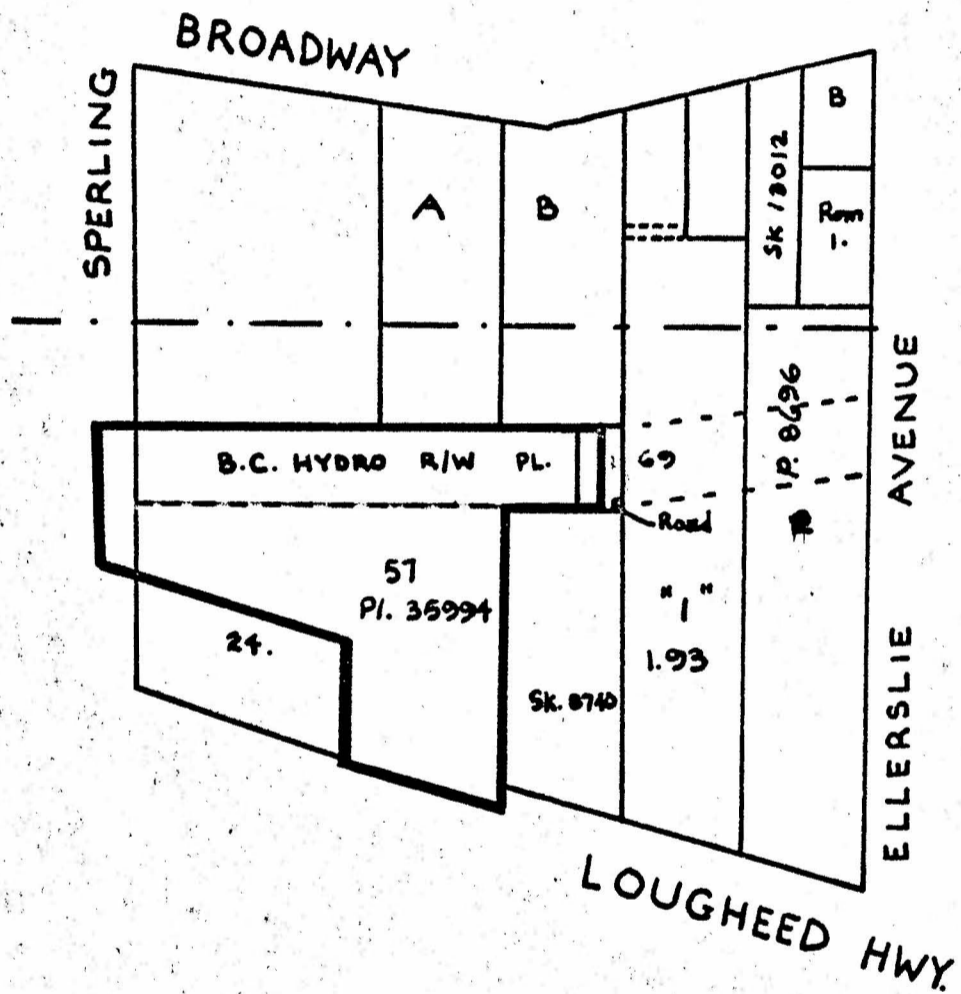 BROADWAY
SPERLING
A
B
SK 12012
B
Rem
1.
B.C. HYDRO R/W PL.
69
Road
P. 8696
AVENUE
57
Pl. 35994
24.
"1"
1.93
Sk. 8740
ELLERSLIE
LOUGHEED HWY.